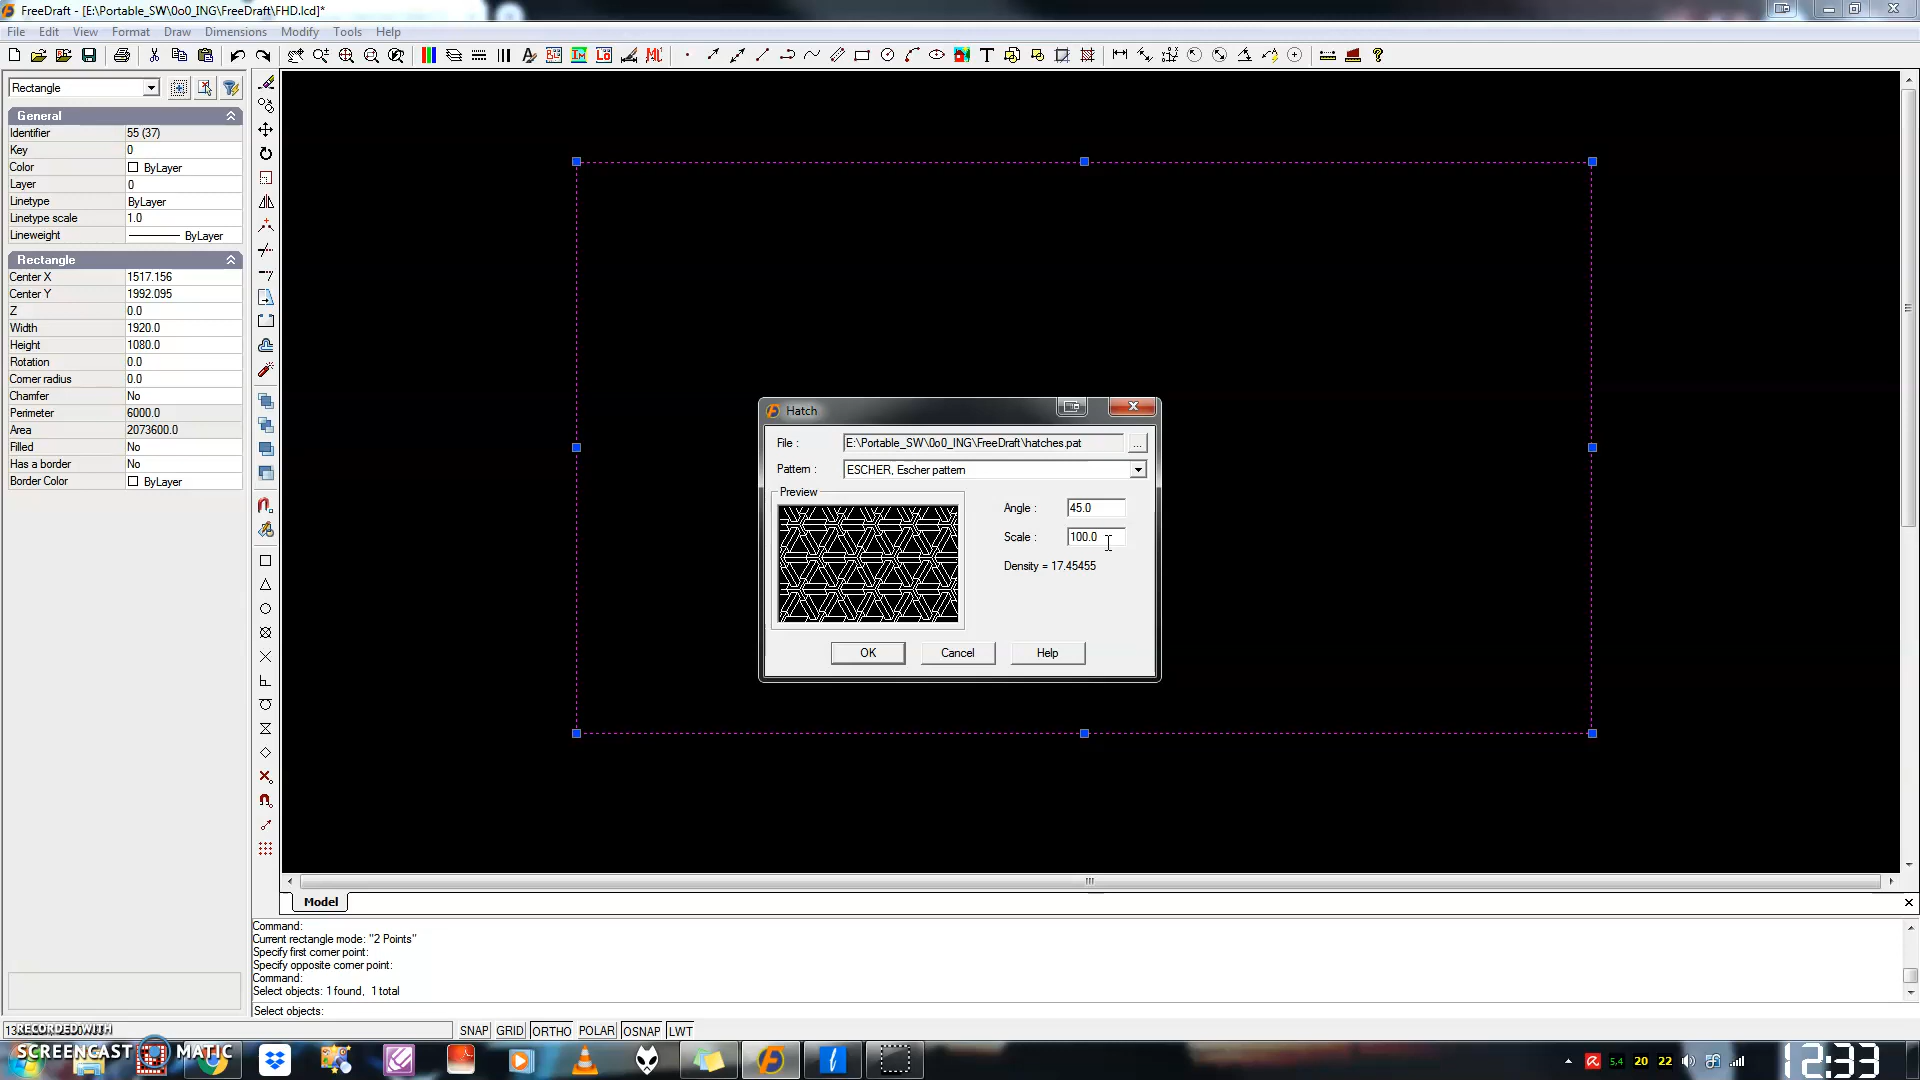 FreeDraft - [E:\Portable_SW\0o0_ING\FreeDraft\FHD.lcd]*
File Edit View Format Draw Dimensions Modify Tools Help
Rectangle
General
Identifier 55 (37)
Key 0
Color ByLayer
Layer 0
Linetype ByLayer
Linetype scale 1.0
Lineweight ByLayer
Rectangle
Center X 1517.156
Center Y 1992.095
Z 0.0
Width 1920.0
Height 1080.0
Rotation 0.0
Corner radius 0.0
Chamfer No
Perimeter 6000.0
Area 2073600.0
Filled No
Has a border No
Border Color ByLayer
Hatch
File : E:\Portable_SW\0o0_ING\FreeDraft\hatches.pat ...
Pattern : ESCHER, Escher pattern
Preview
Angle : 45.0
Scale : 100.0
Density = 17.45455
OK Cancel Help
Model
Command:
Current rectangle mode: "2 Points"
Specify first corner point:
Specify opposite corner point:
Command:
Select objects: 1 found, 1 total
Select objects:
SNAP GRID ORTHO POLAR OSNAP LWT
RECORDED WITH
SCREENCAST MATIC
5,4 20 22 12:33